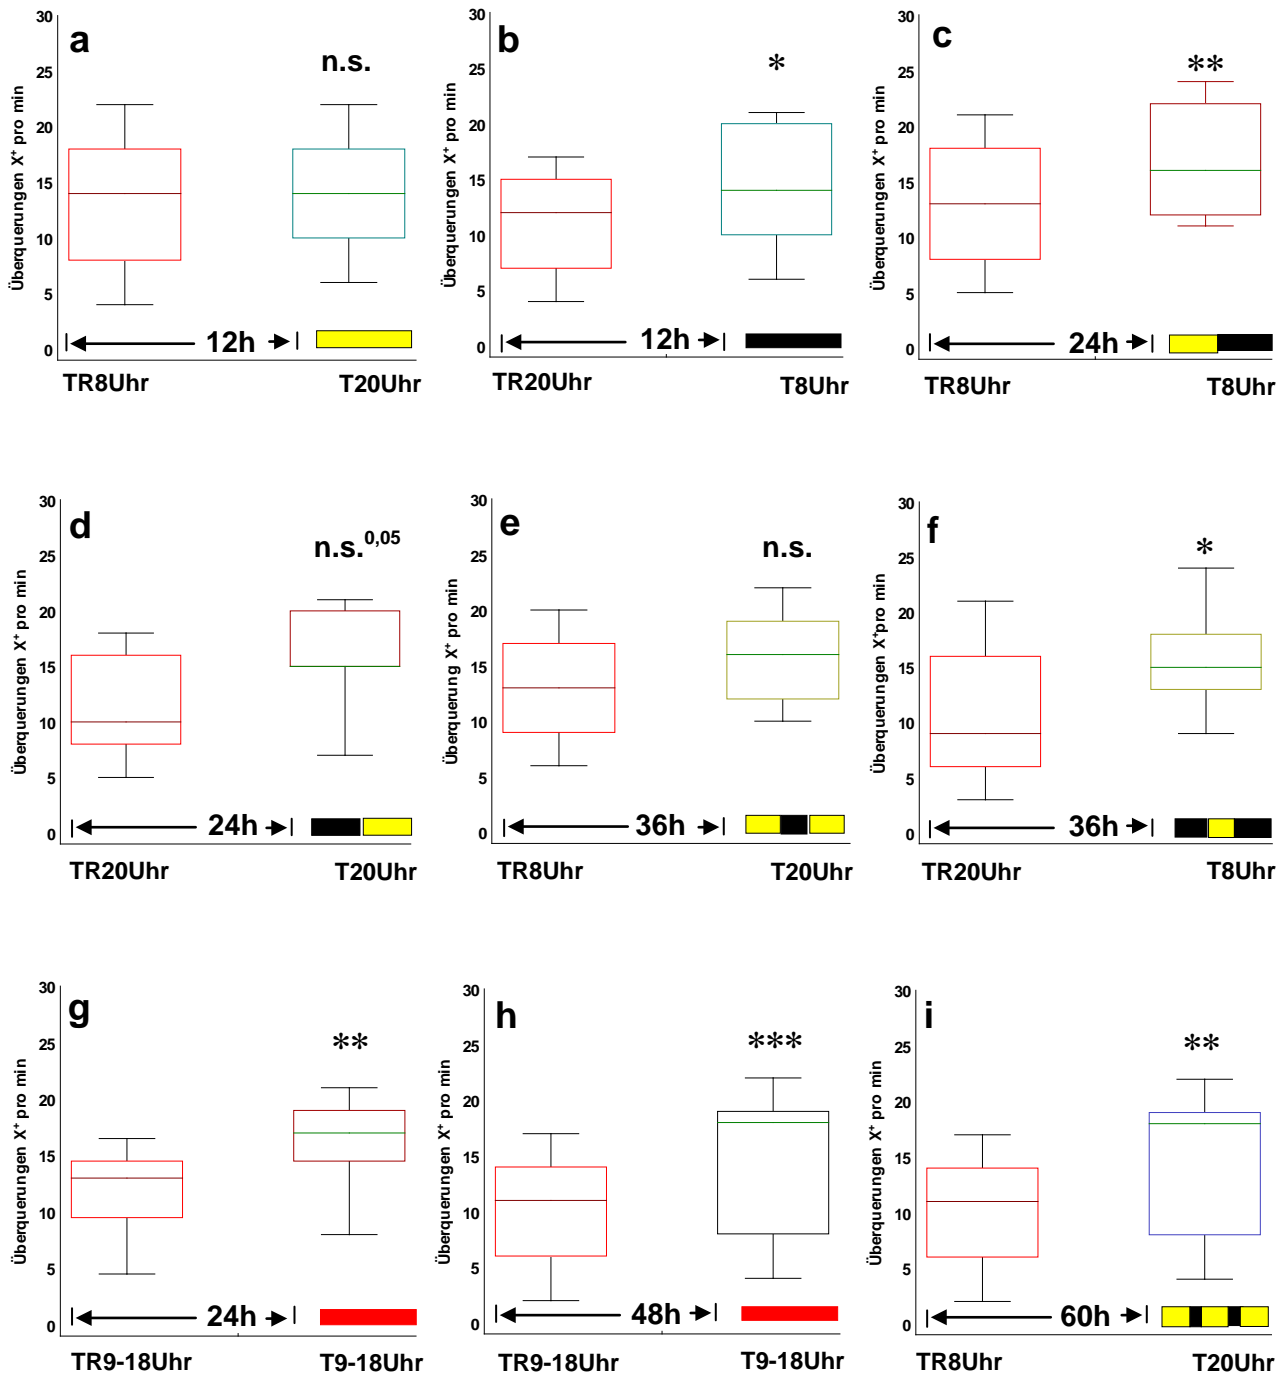 a
n.s.
Überquerungen X⁺ pro min
30
25
20
15
10
5
0
12h
TR8Uhr
T20Uhr
b
*
Überquerungen X⁺ pro min
30
25
20
15
10
5
0
12h
TR20Uhr
T8Uhr
c
**
Überquerungen X⁺ pro min
30
25
20
15
10
5
0
24h
TR8Uhr
T8Uhr
d
n.s.0,05
Überquerungen X⁺ pro min
30
25
20
15
10
5
0
24h
TR20Uhr
T20Uhr
e
n.s.
Überquerung X⁺ pro min
30
25
20
15
10
5
0
36h
TR8Uhr
T20Uhr
f
*
Überquerungen X⁺pro min
30
25
20
15
10
5
0
36h
TR20Uhr
T8Uhr
g
**
Überquerungen X⁺ pro min
30
25
20
15
10
5
0
24h
TR9-18Uhr
T9-18Uhr
h
***
Überquerungen X⁺ pro min
30
25
20
15
10
5
0
48h
TR9-18Uhr
T9-18Uhr
i
**
Überquerungen X⁺ pro min
30
25
20
15
10
5
0
60h
TR8Uhr
T20Uhr